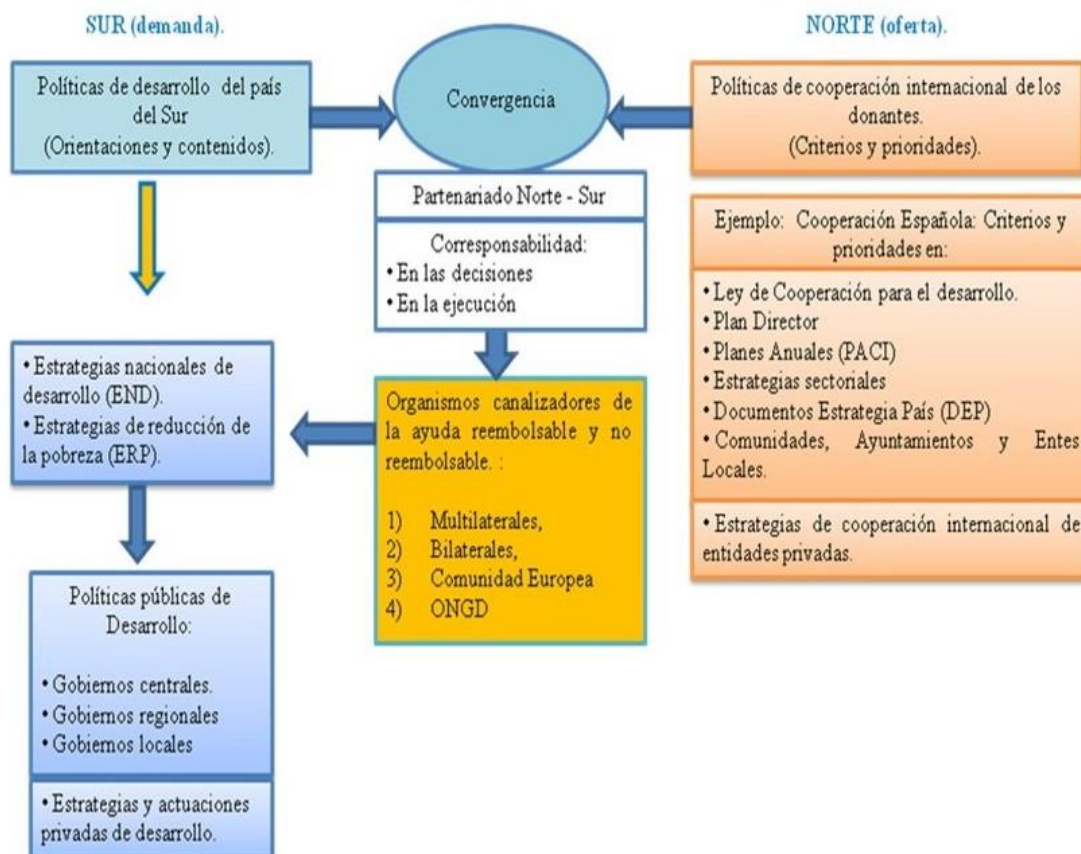 SUR (demanda).
NORTE (oferta).
Políticas de desarrollo del país
del Sur
(Orientaciones y contenidos).
Convergencia
Políticas de cooperación internacional de los
donantes.
(Criterios y prioridades).
Partenariado Norte - Sur
Corresponsabilidad:
• En las decisiones
• En la ejecución
Ejemplo: Cooperación Española: Criterios y
prioridades en:
• Ley de Cooperación para el desarrollo.
• Plan Director
• Planes Anuales (PACI)
• Estrategias sectoriales
• Documentos Estrategia País (DEP)
• Comunidades, Ayuntamientos y Entes
Locales.
• Estrategias de cooperación internacional de
entidades privadas.
• Estrategias nacionales de
desarrollo (END).
• Estrategias de reducción de
la pobreza (ERP).
Organismos canalizadores de
la ayuda reembolsable y no
reembolsable. :
1) Multilaterales,
2) Bilaterales,
3) Comunidad Europea
4) ONGD
Políticas públicas de
Desarrollo:
• Gobiernos centrales.
• Gobiernos regionales
• Gobiernos locales
• Estrategias y actuaciones
privadas de desarrollo.